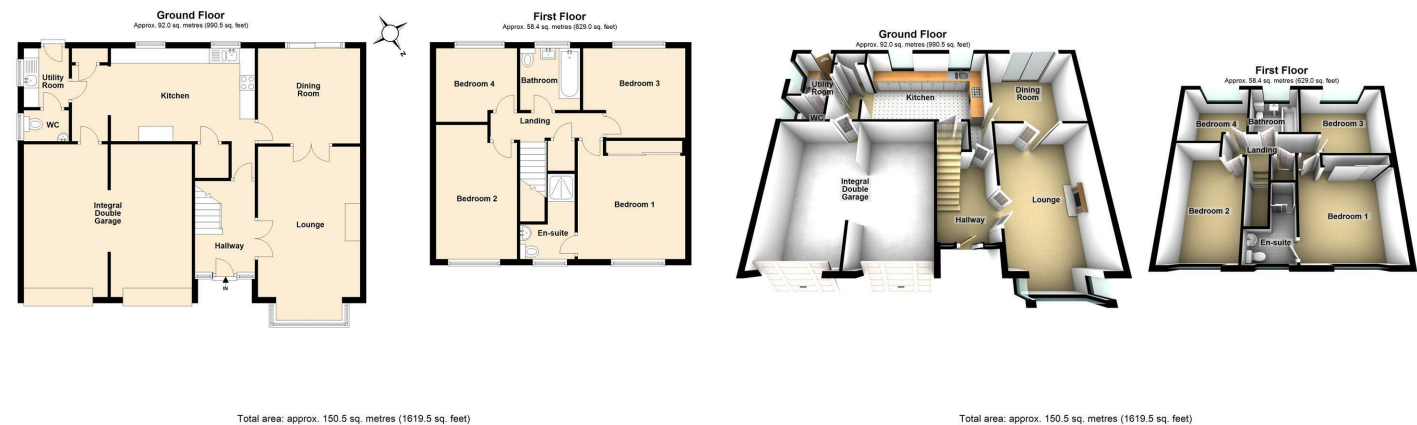 Ground Floor
Approx. 92.0 sq. metres (990.5 sq. feet)
Utility
Room
WC
Kitchen
Dining
Room
Integral
Double
Garage
Hallway
Lounge
IN
N
First Floor
Approx. 58.4 sq. metres (629.0 sq. feet)
Bedroom 4
Bathroom
Bedroom 3
Landing
Bedroom 2
En-suite
Bedroom 1
Total area: approx. 150.5 sq. metres (1619.5 sq. feet)
Ground Floor
Approx. 92.0 sq. metres (990.5 sq. feet)
Utility
Room
WC
Kitchen
Dining
Room
Integral
Double
Garage
Hallway
Lounge
First Floor
Approx. 58.4 sq. metres (629.0 sq. feet)
Bedroom 4
Bathroom
Bedroom 3
Landing
Bedroom 2
En-suite
Bedroom 1
Total area: approx. 150.5 sq. metres (1619.5 sq. feet)